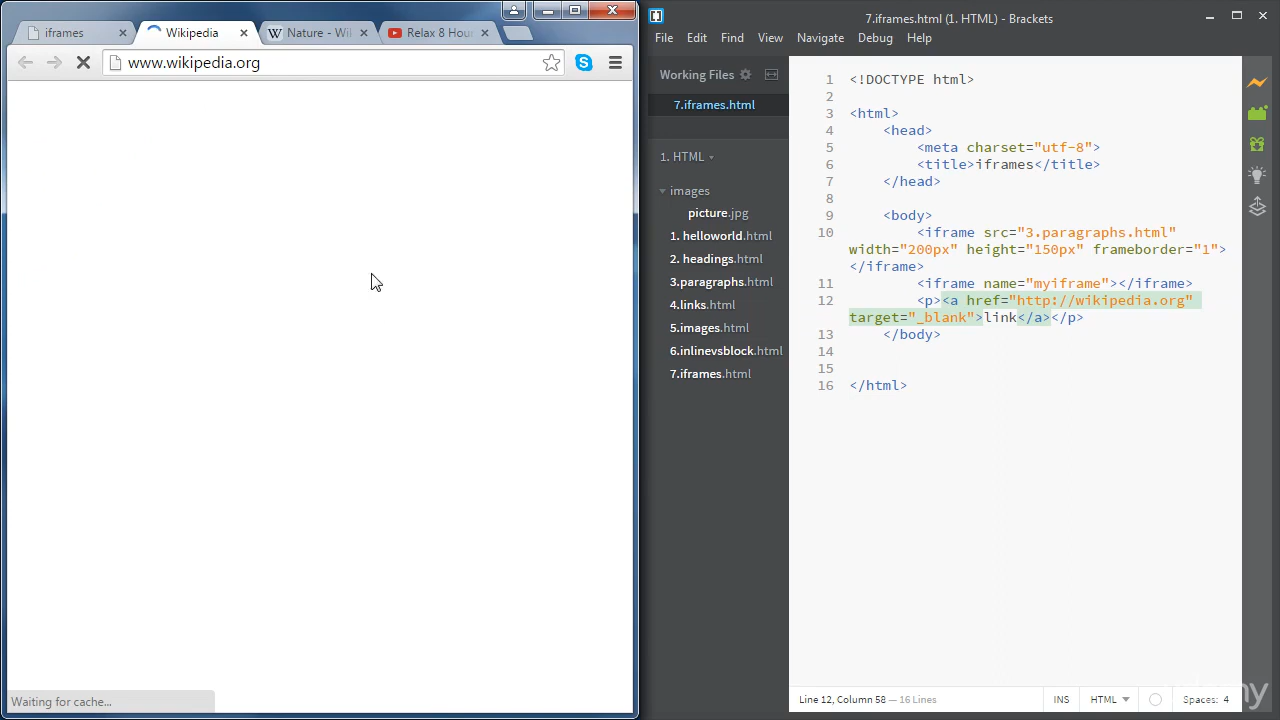 iframes
Wikipedia
Nature - Wi
Relax 8 Hour
www.wikipedia.org
Waiting for cache...
7.iframes.html (1. HTML) - Brackets
File Edit Find View Navigate Debug Help
Working Files
7.iframes.html
1. HTML
images
picture.jpg
1. helloworld.html
2. headings.html
3.paragraphs.html
4.links.html
5.images.html
6.inlinevsblock.html
7.iframes.html
1 <!DOCTYPE html>
2
3 <html>
4 <head>
5 <meta charset="utf-8">
6 <title>iframes</title>
7 </head>
8
9 <body>
10 <iframe src="3.paragraphs.html"
width="200px" height="150px" frameborder="1">
</iframe>
11 <iframe name="myiframe"></iframe>
12 <p><a href="http://wikipedia.org"
target="_blank">link</a></p>
13 </body>
14
15
16 </html>
Line 12, Column 58 — 16 Lines
INS HTML Spaces: 4